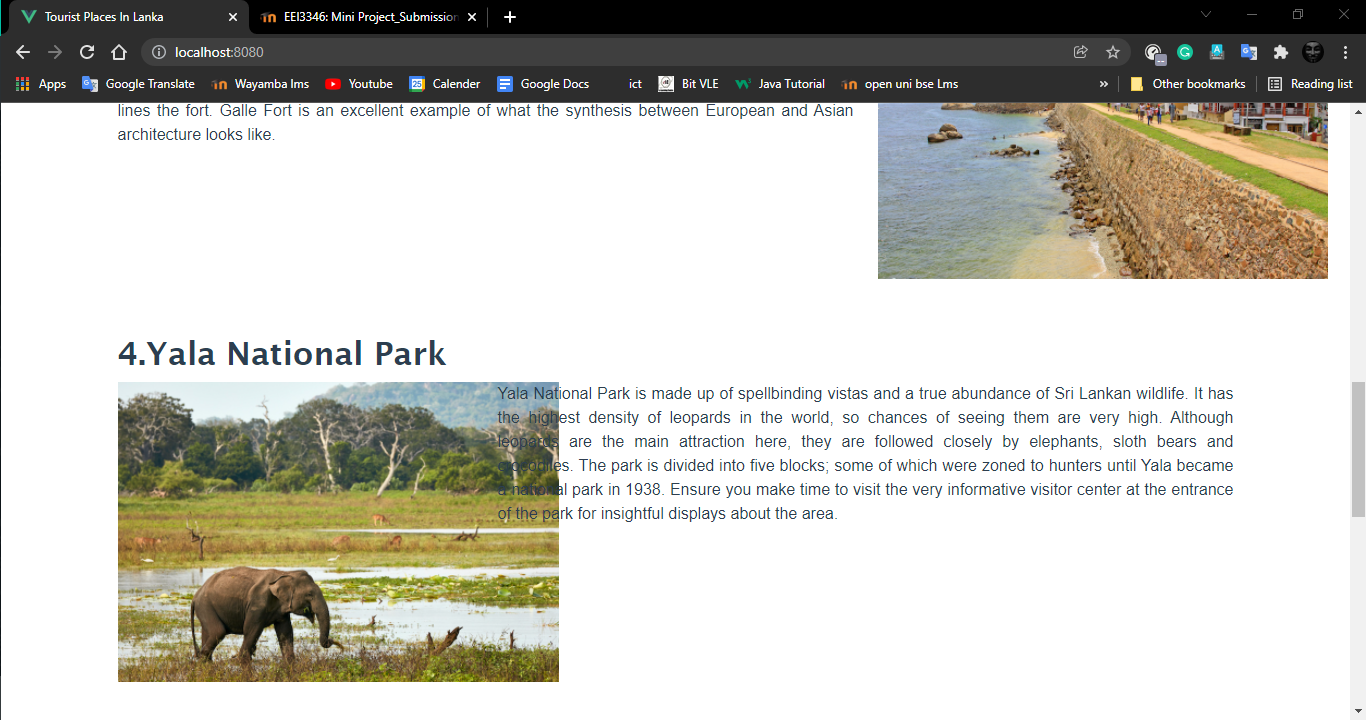 Tourist Places In Lanka
EEI3346: Mini Project_Submission
localhost:8080
Apps
Google Translate
Wayamba lms
Youtube
Calender
Google Docs
ict
Bit VLE
Java Tutorial
open uni bse Lms
»
Other bookmarks
Reading list
lines the fort. Galle Fort is an excellent example of what the synthesis between European and Asian
architecture looks like.
4.Yala National Park
Yala National Park is made up of spellbinding vistas and a true abundance of Sri Lankan wildlife. It has
the highest density of leopards in the world, so chances of seeing them are very high. Although
leopards are the main attraction here, they are followed closely by elephants, sloth bears and
crocodiles. The park is divided into five blocks; some of which were zoned to hunters until Yala became
a national park in 1938. Ensure you make time to visit the very informative visitor center at the entrance
of the park for insightful displays about the area.